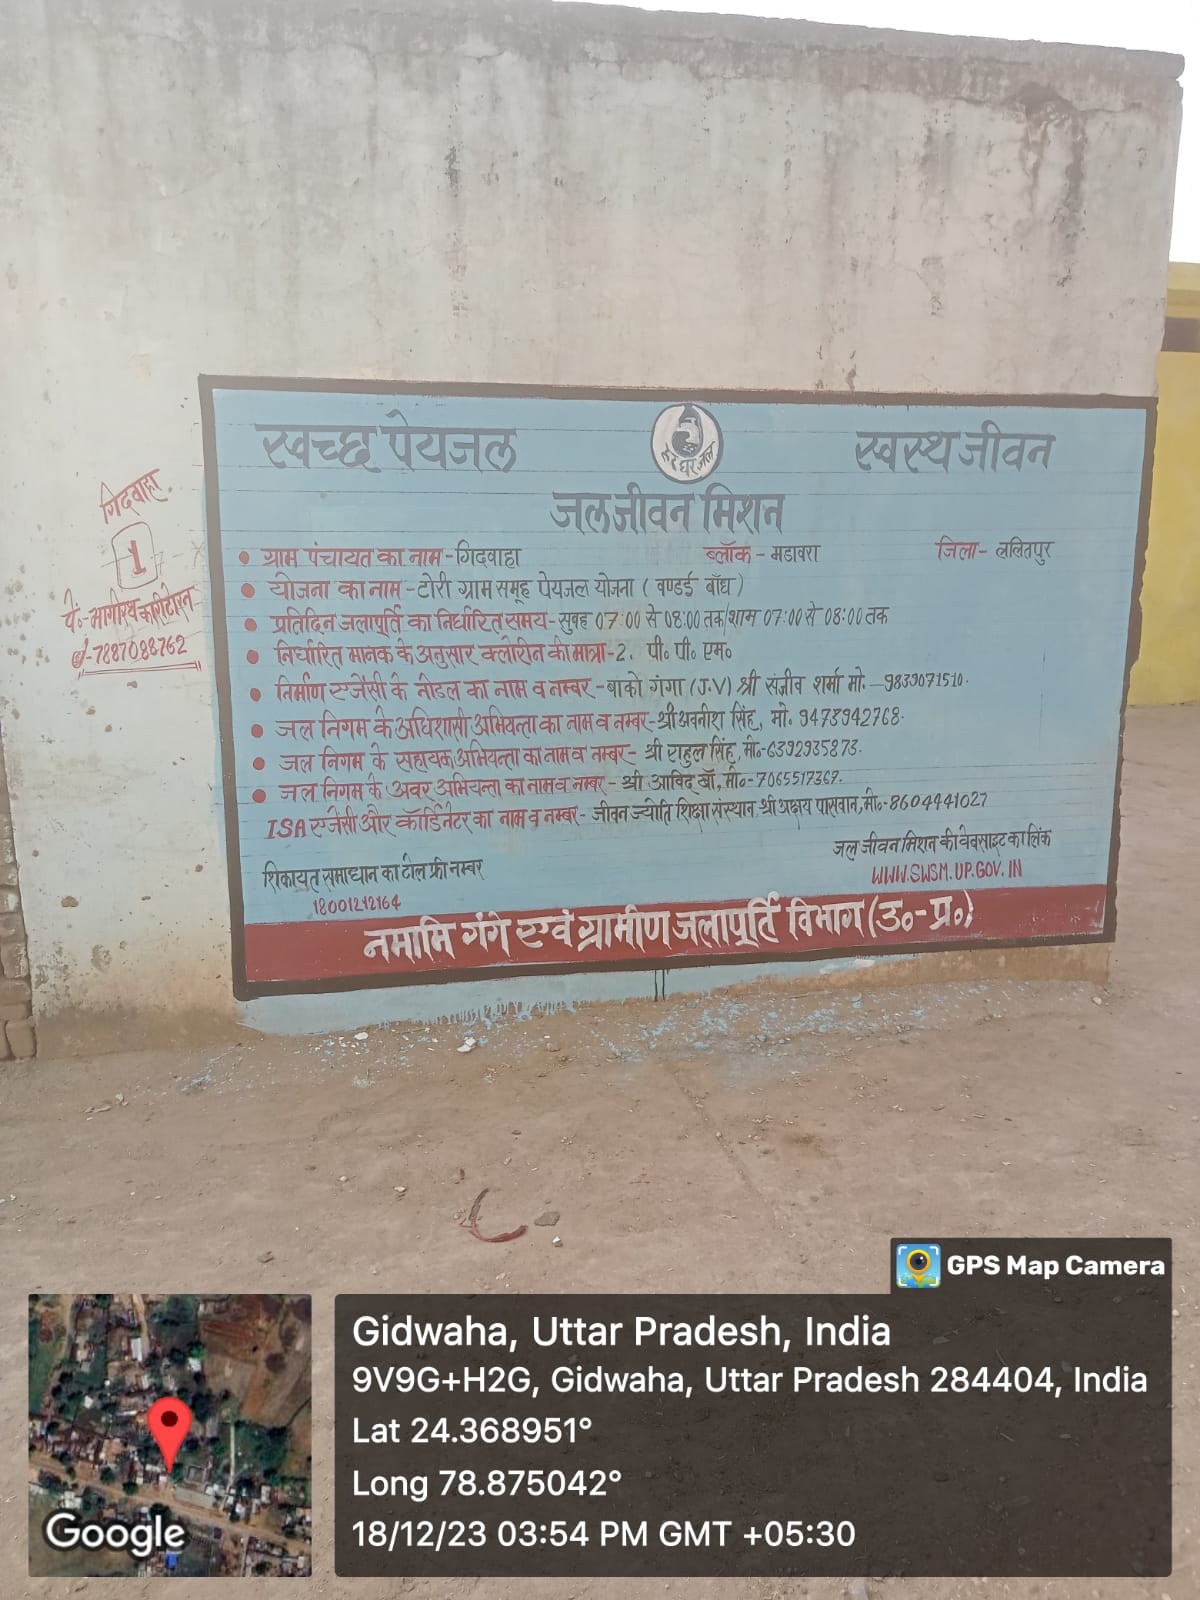 स्वच्छ पेयजल
स्वस्थ जीवन
हर घर जल
जल जीवन मिशन
• ग्राम पंचायत का नाम - गिदवाहा ब्लॉक - मडावरा जिला - ललितपुर
• योजना का नाम - टोरी ग्राम समूह पेयजल योजना ( वण्डई बाँध )
• प्रतिदिन जलापूर्ति का निर्धारित समय - सुबह 07:00 से 08:00 तक/शाम 07:00 से 08:00 तक
• निर्धारित मानक के अनुसार क्लोरीन की मात्रा - 2. पी० पी० एम०
• निर्माण एजेंसी के नोडल का नाम व नम्बर - बाको गंगा (J.V) श्री संजीव शर्मा मो. - 9839071510.
• जल निगम के अधिशासी अभियन्ता का नाम व नम्बर - श्री अवनीश सिंह, मो. 9473942768.
• जल निगम के सहायक अभियन्ता का नाम व नम्बर - श्री राहुल सिंह, मो.-6392935873.
• जल निगम के अवर अभियन्ता का नाम व नम्बर - श्री आविद खाँ, मो.-7065517367.
ISA एजेंसी और कॉर्डिनेटर का नाम व नम्बर - जीवन ज्योति शिक्षा संस्थान श्री अक्षय पासवान, मो.-8604441027
शिकायत समाधान का टोल फ्री नम्बर
18001212164
जल जीवन मिशन की वेबसाइट का लिंक
WWW.SWSM.UP.GOV.IN
नमामि गंगे एवं ग्रामीण जलापूर्ति विभाग (उ०-प्र०)
गिदवाहा
1
पे०-भागीरथ
7887088762
GPS Map Camera
Gidwaha, Uttar Pradesh, India
9V9G+H2G, Gidwaha, Uttar Pradesh 284404, India
Lat 24.368951°
Long 78.875042°
18/12/23 03:54 PM GMT +05:30
Google